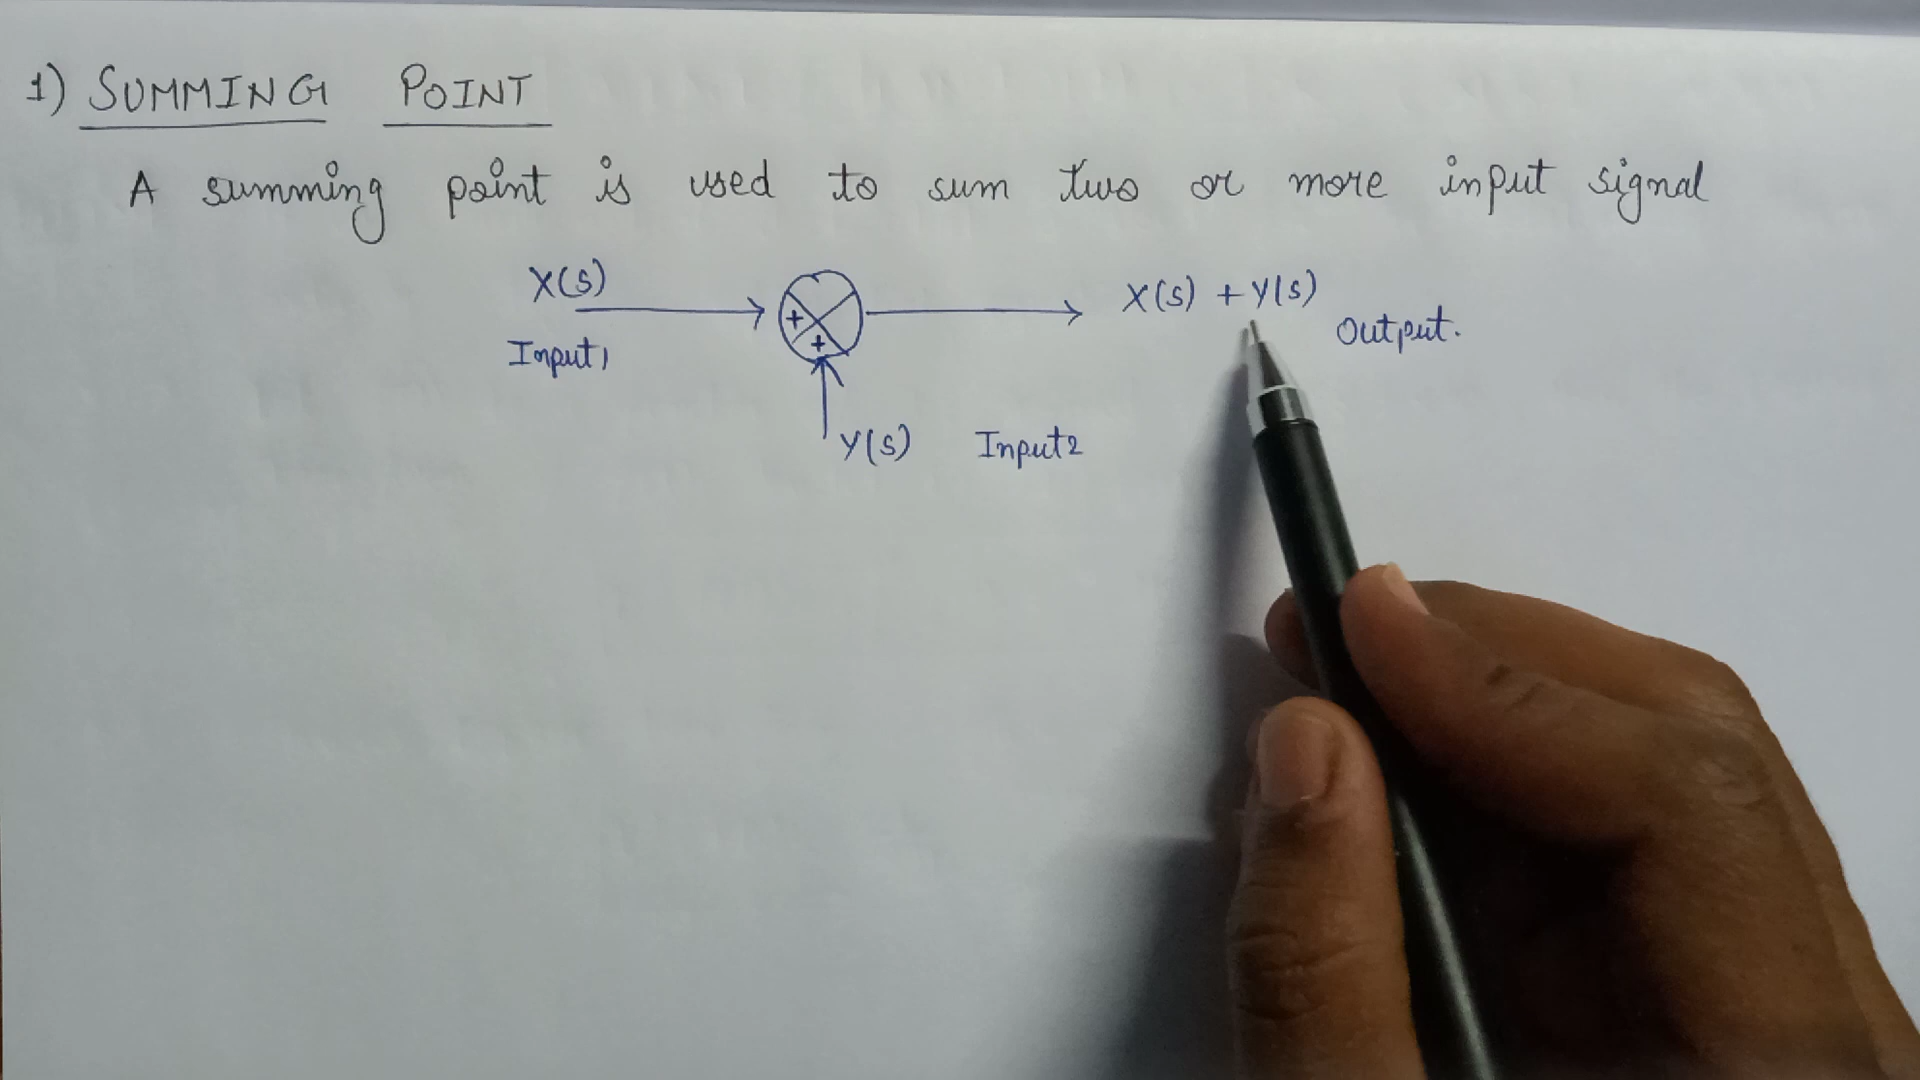 1) SUMMING POINT
A summing point is used to sum two or more input signal
X(s)
X(s) + Y(s)
+
+
Input1
Output.
Y(s)
Input2